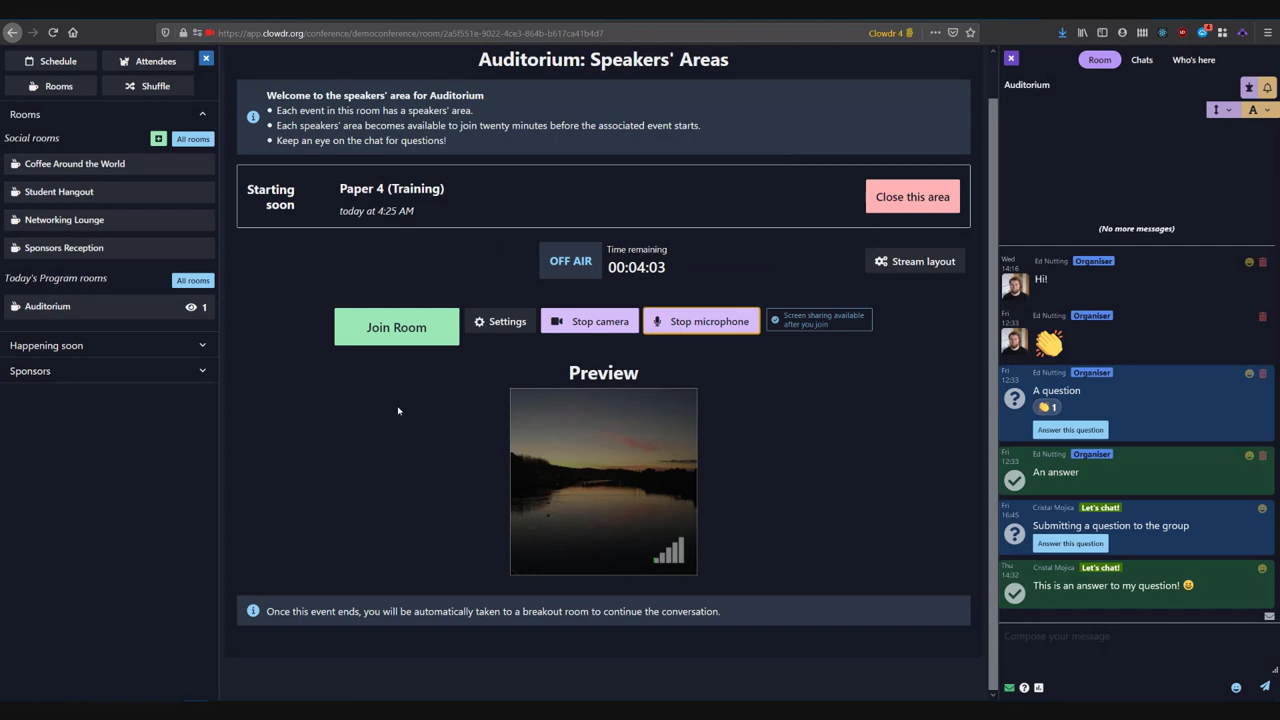 https://app.clowdr.org/conference/democonference/room/2a5f551e-9022-4ce3-864b-b617ca41b4d7
Clowdr 4
4
Schedule
Attendees
Rooms
Shuffle
Rooms
Social rooms
All rooms
Coffee Around the World
Student Hangout
Networking Lounge
Sponsors Reception
Today's Program rooms
All rooms
Auditorium
1
Happening soon
Sponsors
Auditorium: Speakers' Areas
Welcome to the speakers' area for Auditorium
Each event in this room has a speakers' area.
Each speakers' area becomes available to join twenty minutes before the associated event starts.
Keep an eye on the chat for questions!
Starting soon
Paper 4 (Training)
today at 4:25 AM
Close this area
OFF AIR
Time remaining
00:04:03
Stream layout
Join Room
Settings
Stop camera
Stop microphone
Screen sharing available
after you join
Preview
Once this event ends, you will be automatically taken to a breakout room to continue the conversation.
Room
Chats
Who's here
Auditorium
A
(No more messages)
Wed 14:16
Ed Nutting Organiser
Hi!
Fri 12:33
Ed Nutting Organiser
Fri 12:33
Ed Nutting Organiser
A question
1
Answer this question
Fri 12:33
Ed Nutting Organiser
An answer
Fri 16:45
Cristal Mojica Let's chat!
Submitting a question to the group
Answer this question
Thu 14:32
Cristal Mojica Let's chat!
This is an answer to my question! 😀
Compose your message